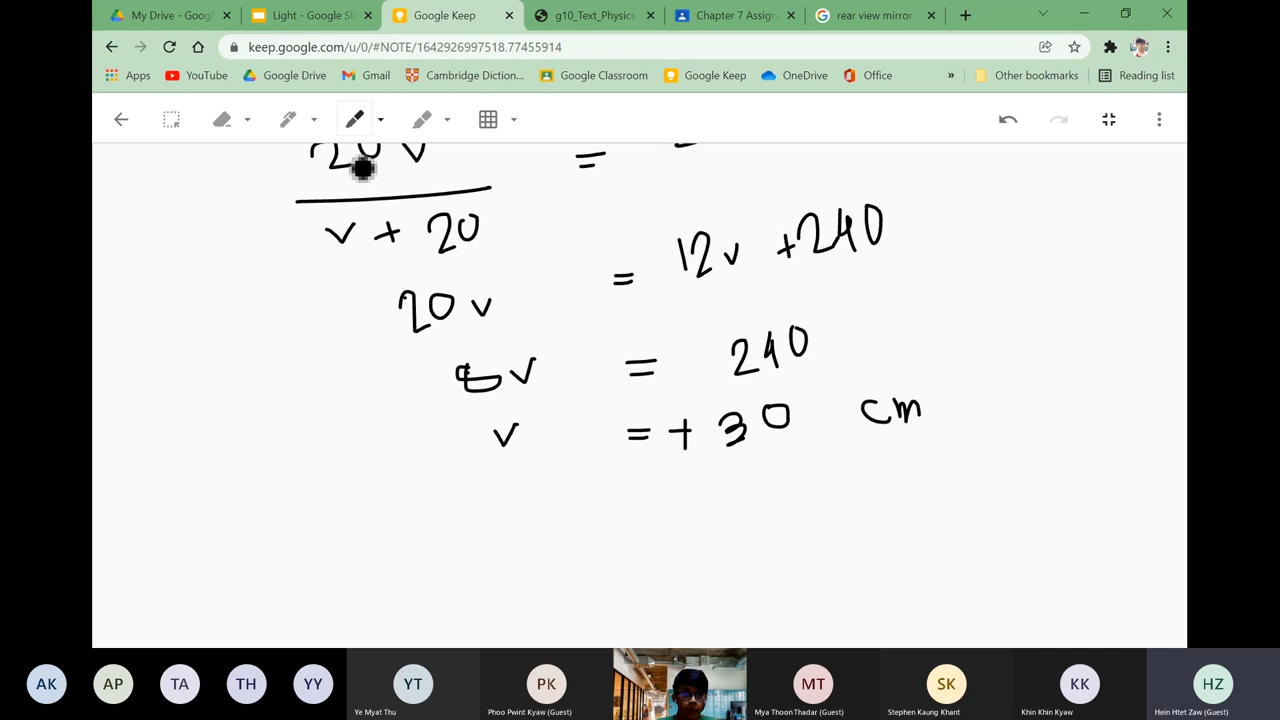 My Drive - Googl
Light - Google Sli
Google Keep
g10_Text_Physics-
Chapter 7 Assign
rear view mirror
keep.google.com/u/0/#NOTE/1642926997518.77455914
Apps
YouTube
Google Drive
Gmail
Cambridge Diction...
Google Classroom
Google Keep
OneDrive
Office
»
Other bookmarks
Reading list
20 v =
v + 20
20 v = 12v +240
8v = 240
v = + 30 cm
AK
AP
TA
TH
YY
YT
PK
MT
SK
KK
HZ
Ye Myat Thu
Phoo Pwint Kyaw (Guest)
Mya Thoon Thadar (Guest)
Stephen Kaung Khant
Khin Khin Kyaw
Hein Htet Zaw (Guest)